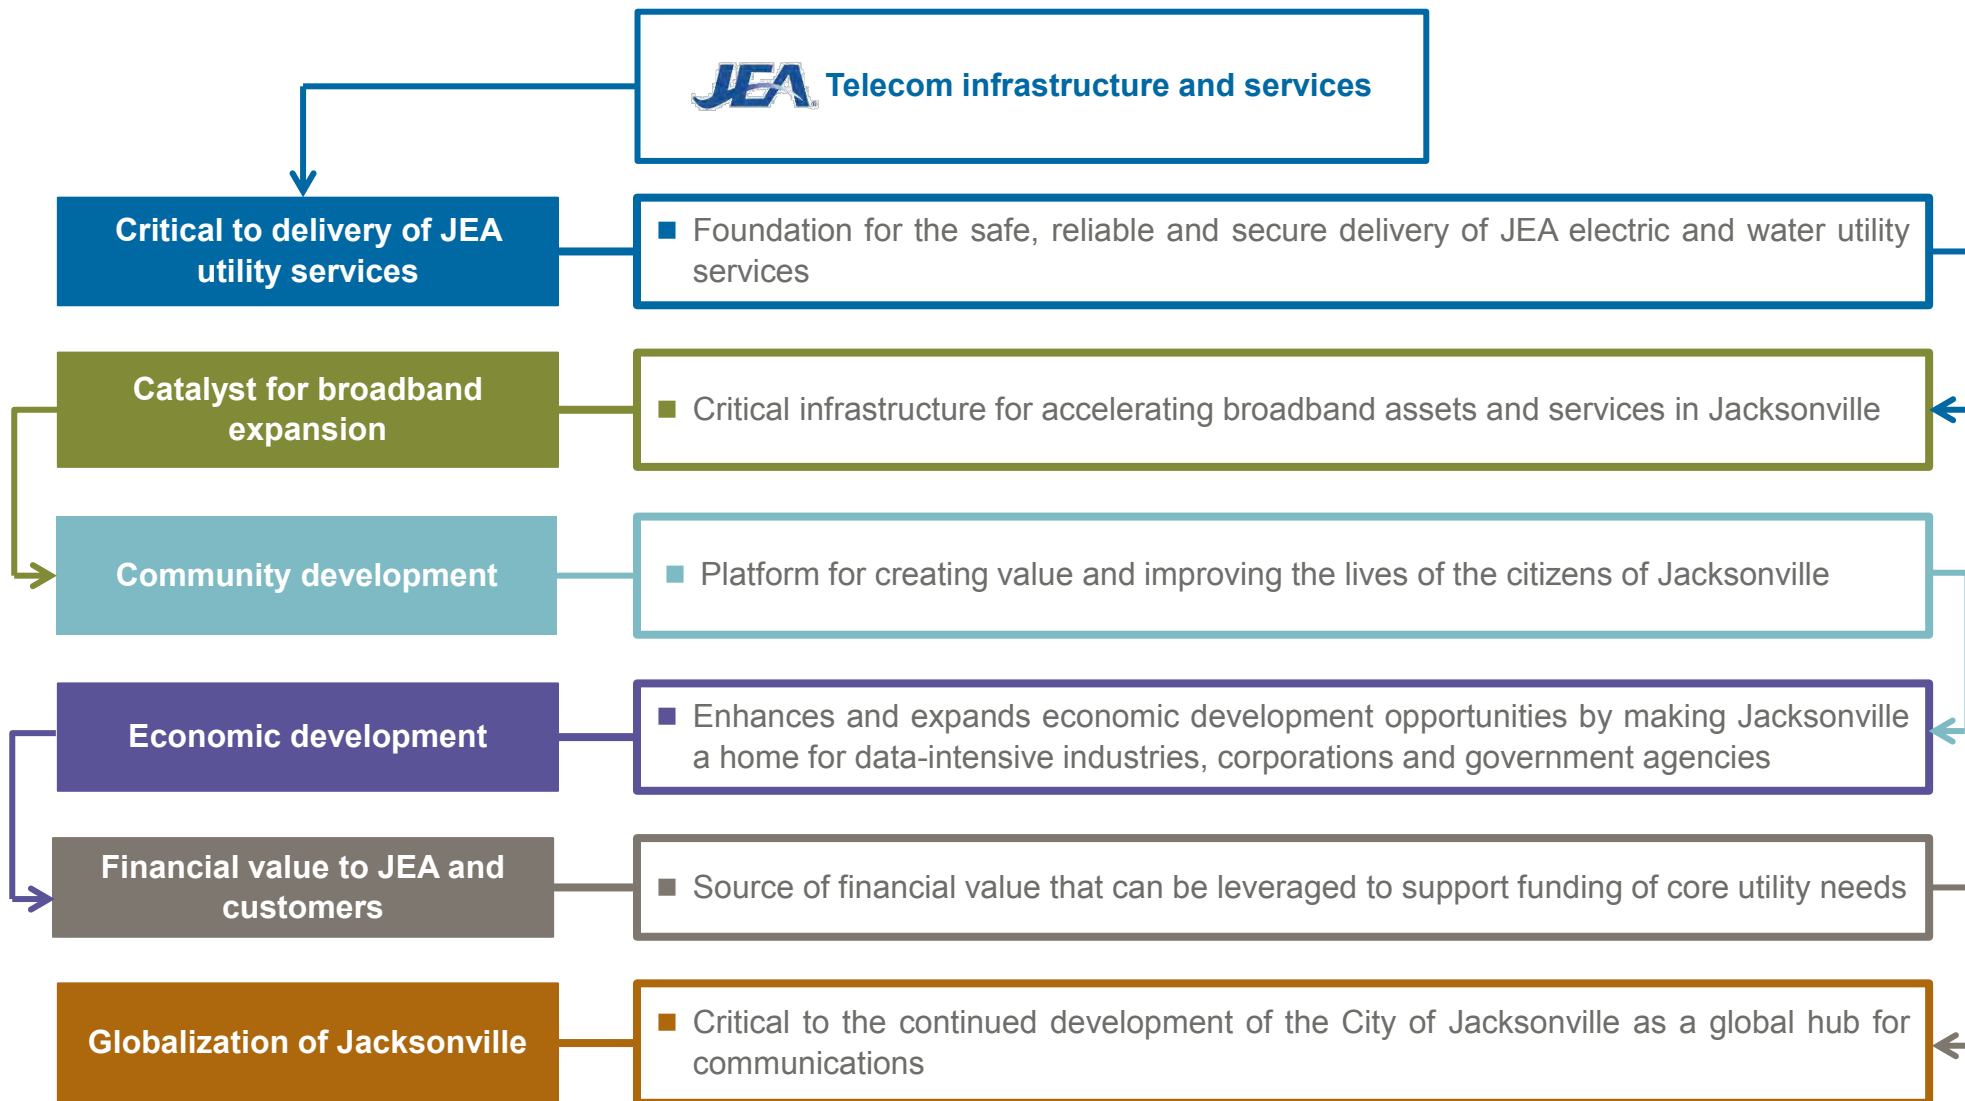 JEA Telecom infrastructure and services
Critical to delivery of JEA
utility services
■ Foundation for the safe, reliable and secure delivery of JEA electric and water utility
services
Catalyst for broadband
expansion
■ Critical infrastructure for accelerating broadband assets and services in Jacksonville
Community development
■ Platform for creating value and improving the lives of the citizens of Jacksonville
Economic development
■ Enhances and expands economic development opportunities by making Jacksonville
a home for data-intensive industries, corporations and government agencies
Financial value to JEA and
customers
■ Source of financial value that can be leveraged to support funding of core utility needs
Globalization of Jacksonville
■ Critical to the continued development of the City of Jacksonville as a global hub for
communications